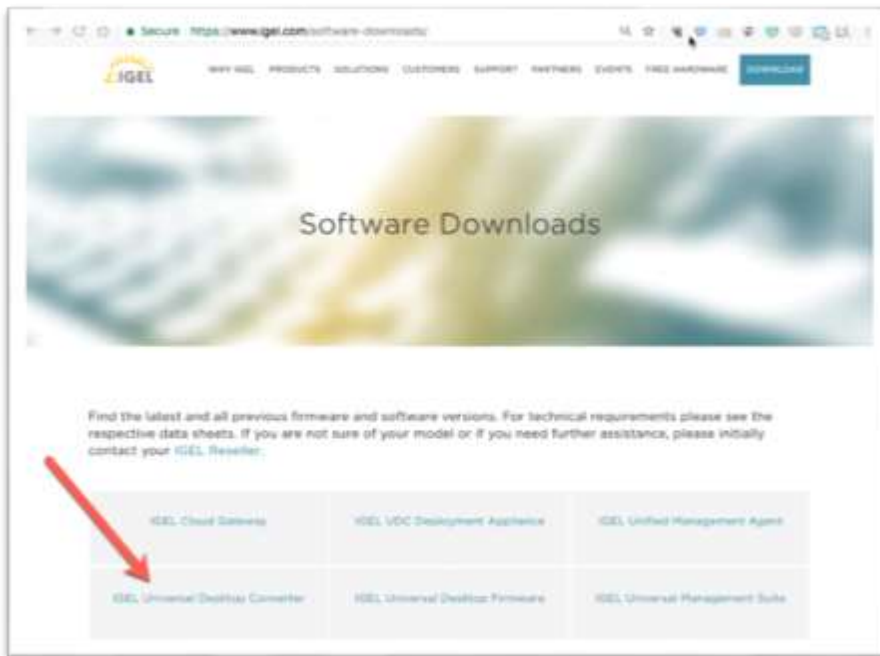 Secure https://www.igel.com/software-downloads/
IGEL
WHY IGEL PRODUCTS SOLUTIONS CUSTOMERS SUPPORT PARTNERS EVENTS FREE HARDWARE DOWNLOAD
Software Downloads
Find the latest and all previous firmware and software versions. For technical requirements please see the
respective data sheets. If you are not sure of your model or if you need further assistance, please initially
contact your IGEL Reseller.
IGEL Cloud Gateway IGEL UDC Deployment Appliance IGEL Unified Management Agent
IGEL Universal Desktop Converter IGEL Universal Desktop Firmware IGEL Universal Management Suite